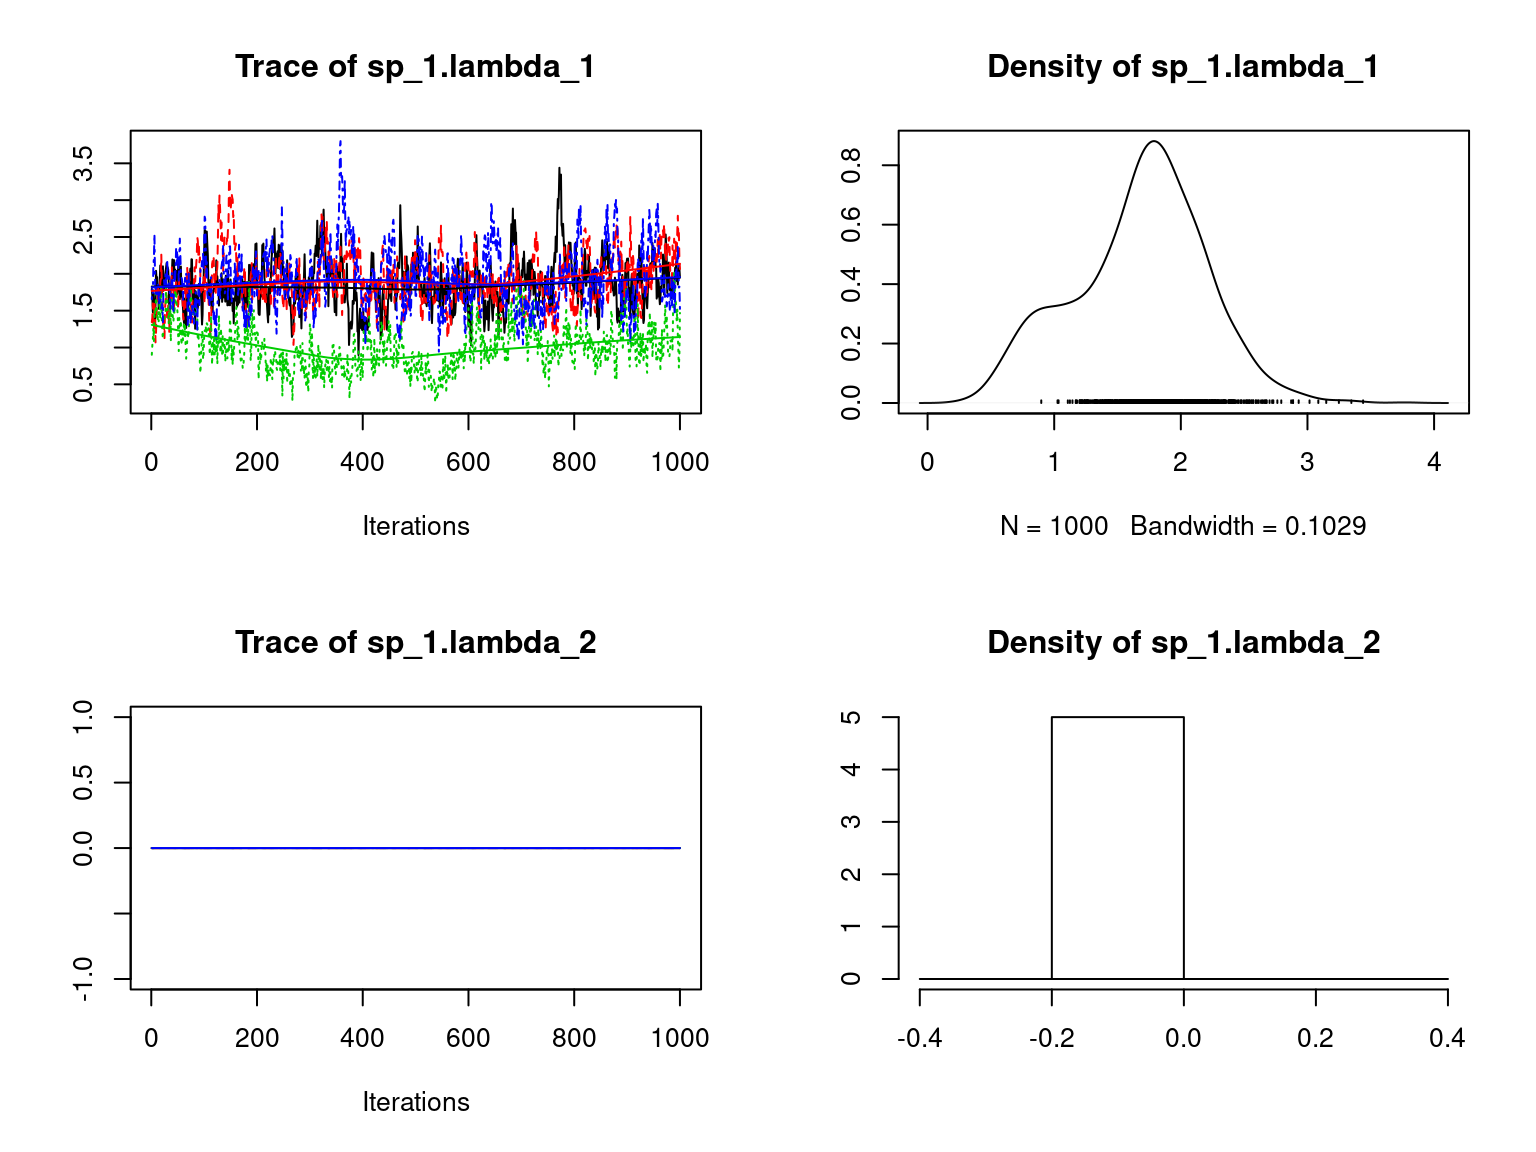 Trace of sp_1.lambda_1
3.5
2.5
1.5
0.5
0 200 400 600 800 1000
Iterations
Density of sp_1.lambda_1
0.8
0.6
0.4
0.2
0.0
0 1 2 3 4
N = 1000 Bandwidth = 0.1029
Trace of sp_1.lambda_2
1.0
0.5
0.0
-1.0
0 200 400 600 800 1000
Iterations
Density of sp_1.lambda_2
5
4
3
2
1
0
-0.4 -0.2 0.0 0.2 0.4